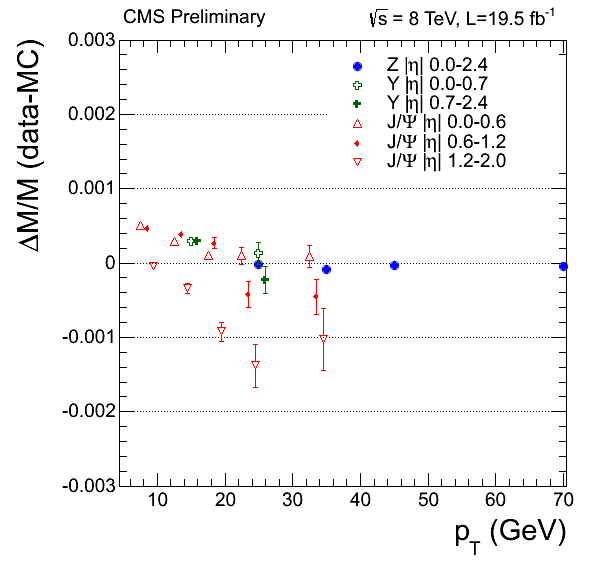 CMS Preliminary
√s = 8 TeV, L=19.5 fb⁻¹
ΔM/M (data-MC)
0.003
0.002
0.001
0
-0.001
-0.002
-0.003
Z |η| 0.0-2.4
Y |η| 0.0-0.7
Y |η| 0.7-2.4
J/Ψ |η| 0.0-0.6
J/Ψ |η| 0.6-1.2
J/Ψ |η| 1.2-2.0
10 20 30 40 50 60 70
p_T (GeV)